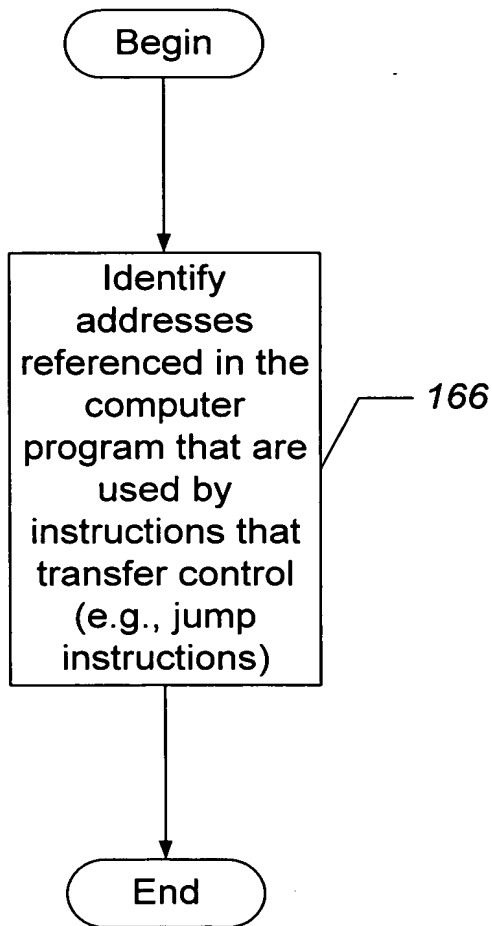 Begin
Identify
addresses
referenced in the
computer
program that are
used by
instructions that
transfer control
(e.g., jump
instructions)
166
End